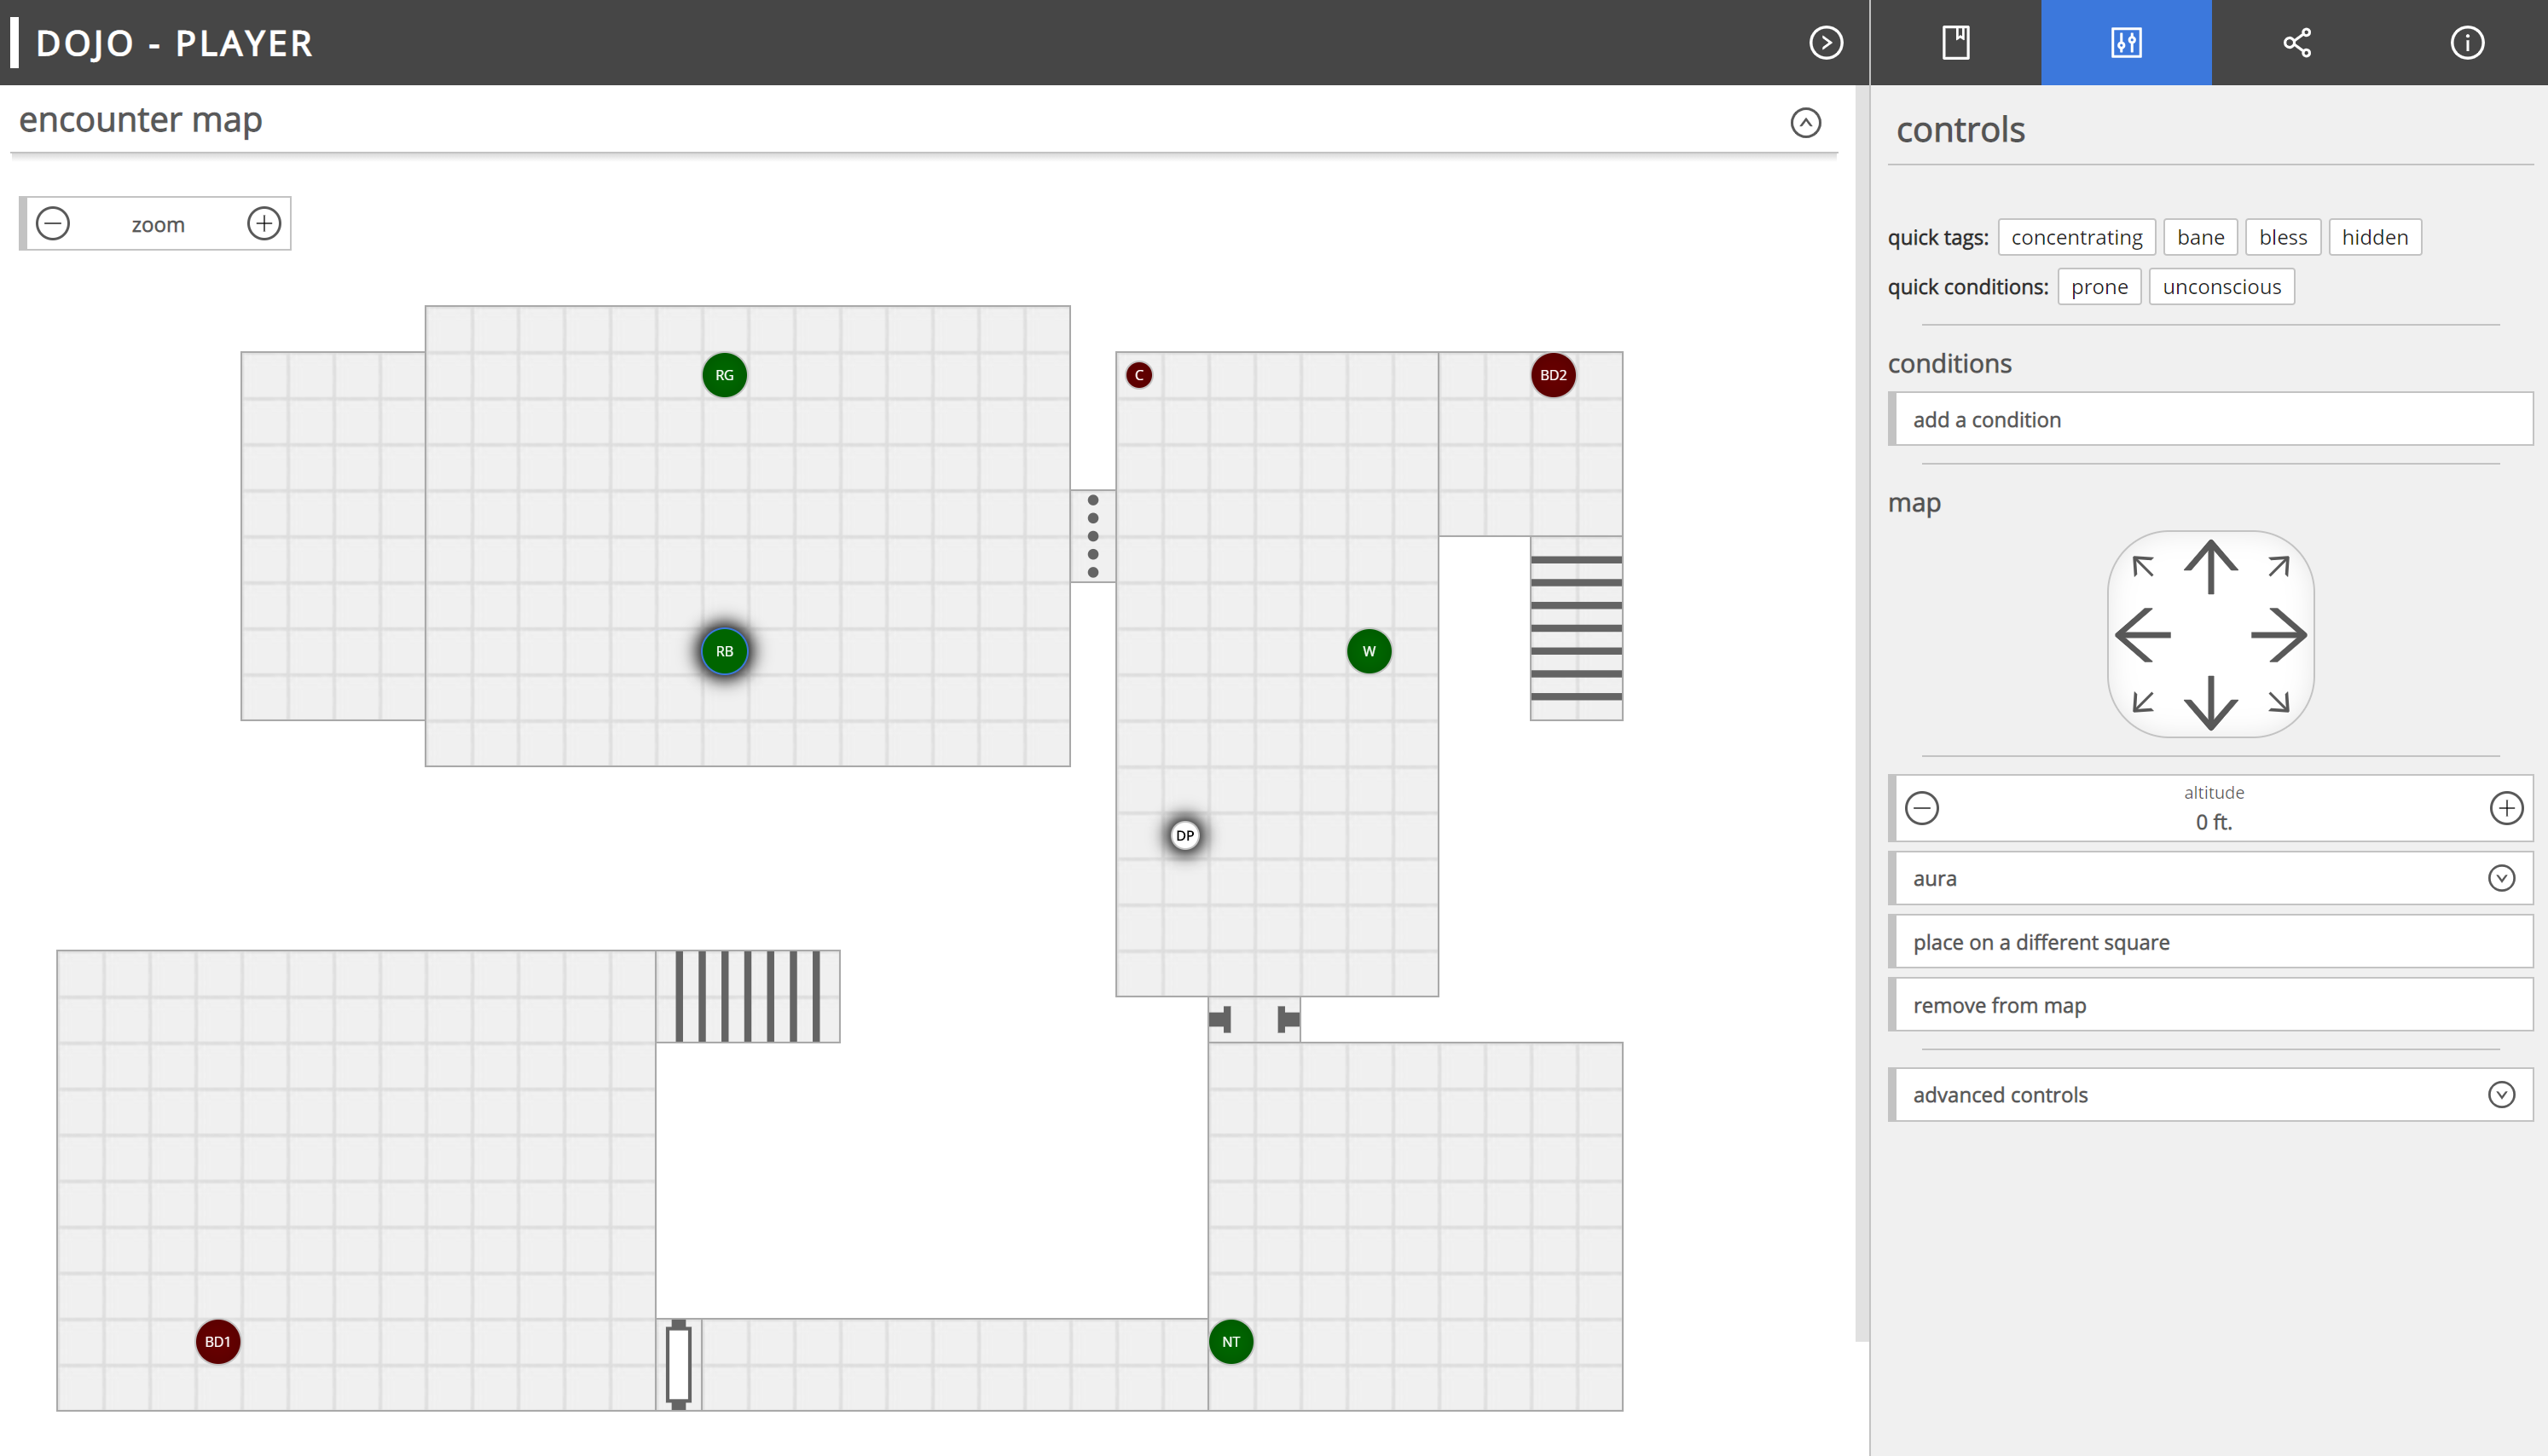 DOJO - PLAYER
encounter map
zoom
RG
C
BD2
RB
W
DP
BD1
NT
controls
quick tags: concentrating bane bless hidden
quick conditions: prone unconscious
conditions
add a condition
map
altitude
0 ft.
aura
place on a different square
remove from map
advanced controls